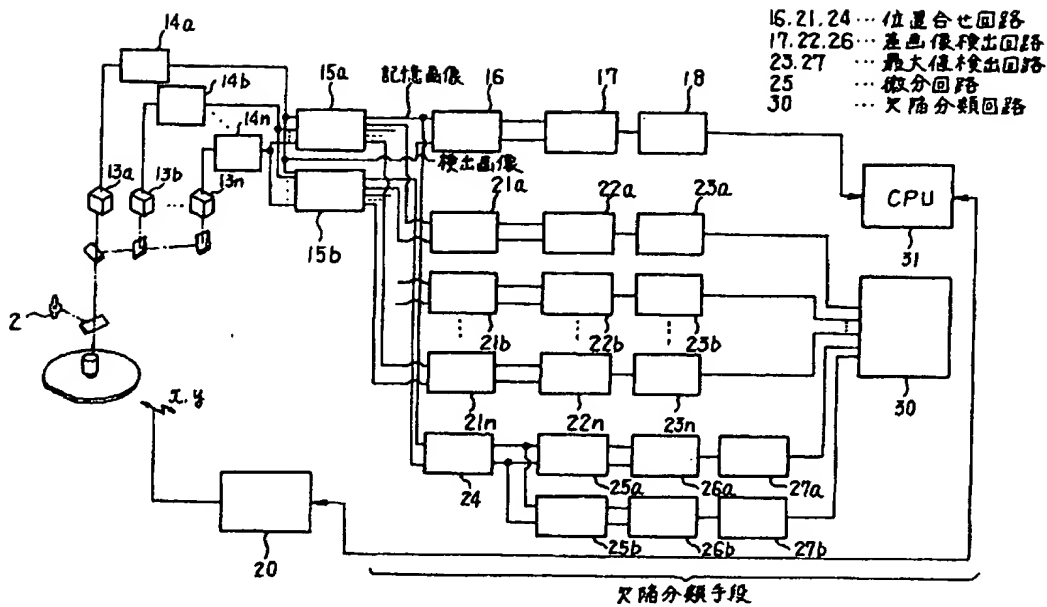 16.21.24…位置合せ回路
17.22.26…差画像検出回路
23.27…最大値検出回路
25…微分回路
30…欠陥分類回路
14a
14b
14n
13a
13b
13n
15a
15b
記憶画像
検出画像
16
17
18
21a
22a
23a
21b
22b
23b
21n
22n
23n
24
25a
26a
27a
25b
26b
27b
CPU
31
30
2
x.y
20
欠陥分類手段